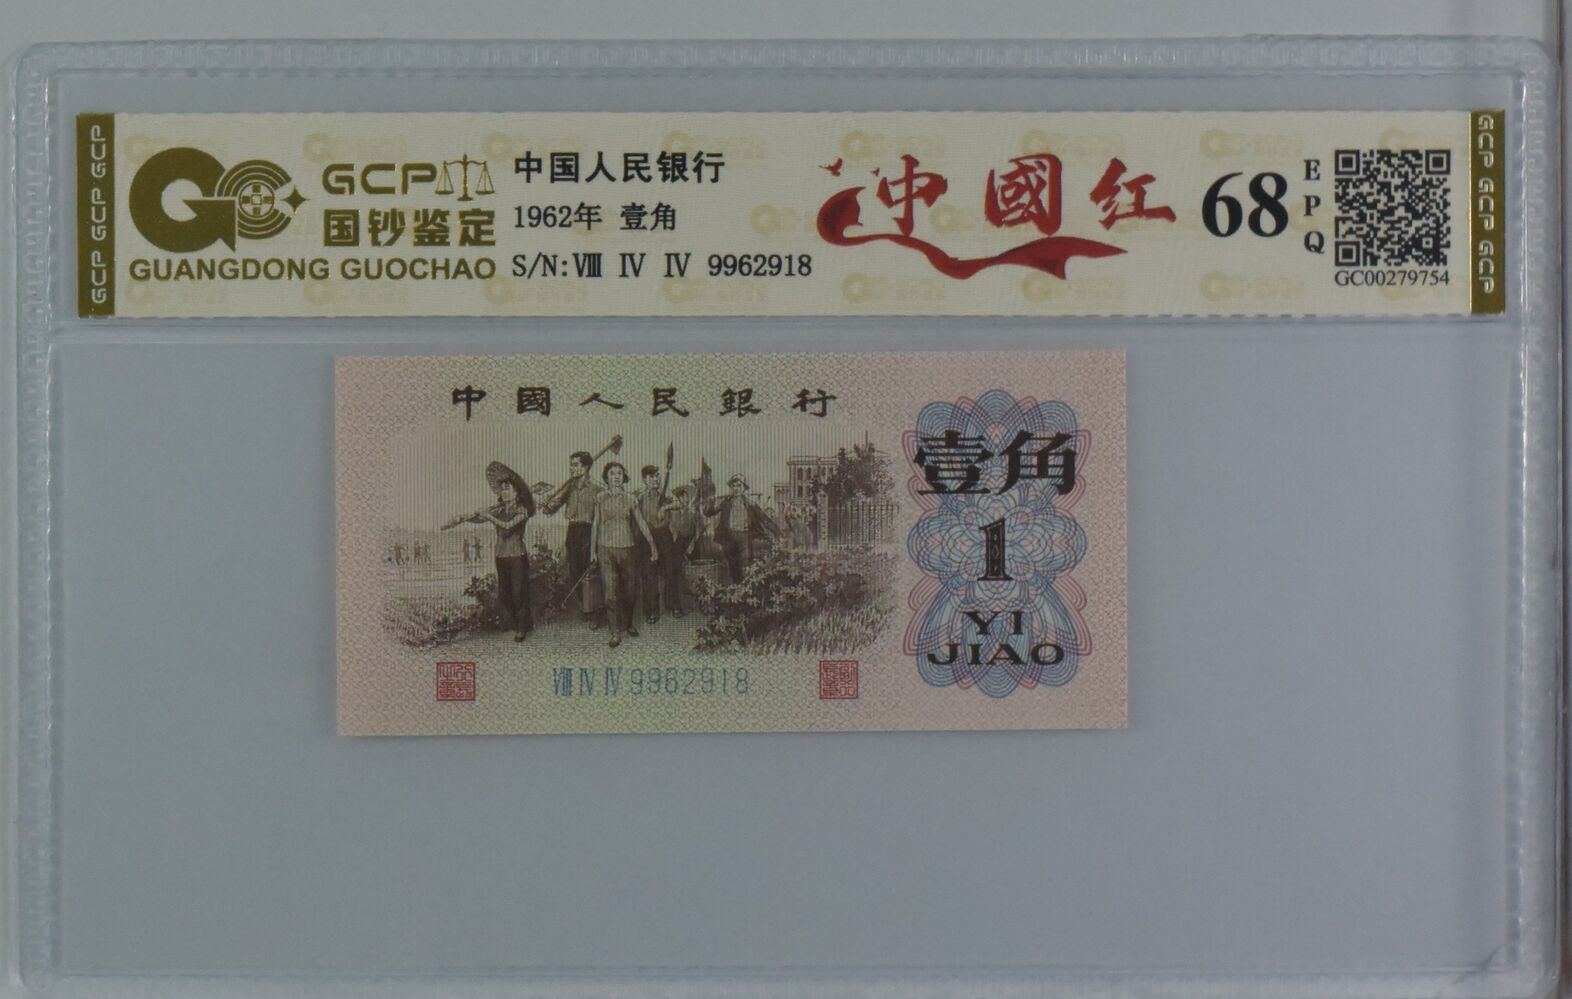 GCP GCP GCP
GCP
国钞鉴定
GUANGDONG GUOCHAO
中国人民银行
1962年 壹角
S/N:Ⅷ Ⅳ Ⅳ 9962918
中國红
68
EPQ
GC00279754
GCP GCP GCP GCP
中國人民銀行
壹角
1
YI
JIAO
Ⅷ Ⅳ Ⅳ 9962918